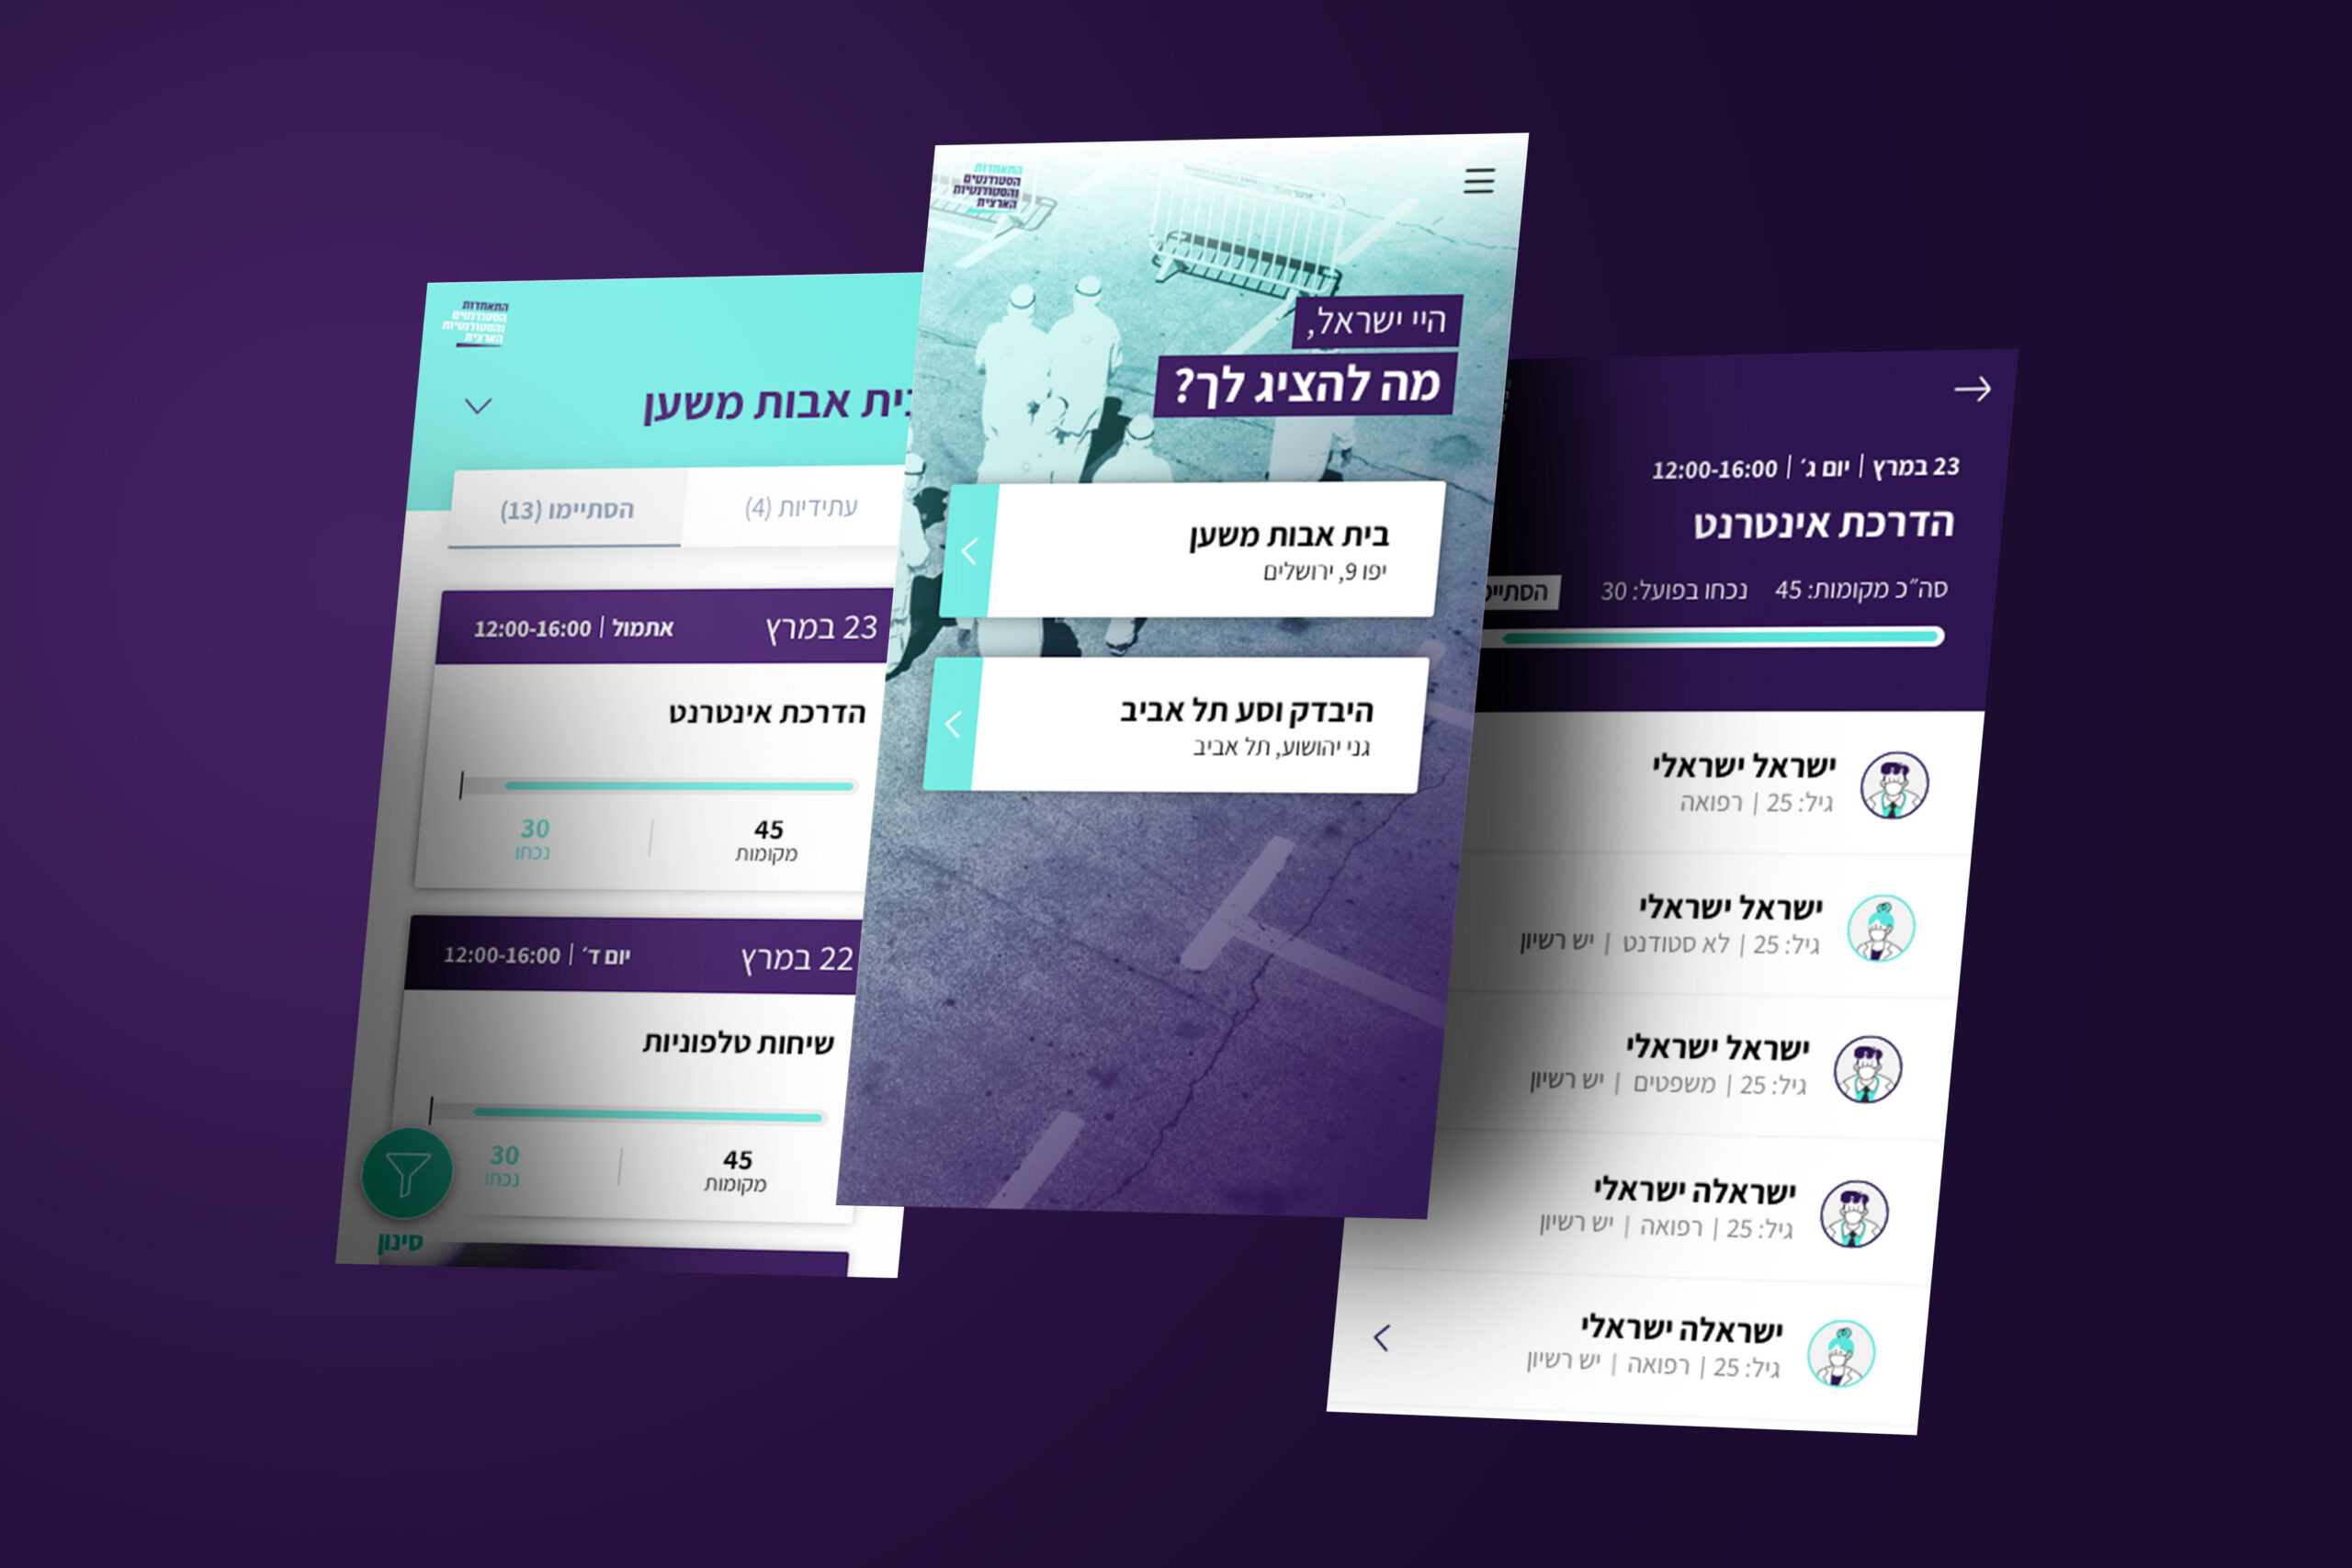 התאחדות
הסטודנטים
והסטודנטיות
הארצית
בית אבות משען
עתידיות (4)
הסתיימו (13)
23 במרץ
אתמול | 12:00-16:00
הדרכת אינטרנט
45
מקומות
30
נכחו
22 במרץ
יום ד׳ | 12:00-16:00
שיחות טלפוניות
45
מקומות
30
נכחו
סינון
התאחדות
הסטודנטים
והסטודנטיות
הארצית
היי ישראל,
מה להציג לך?
בית אבות משען
יפו 9, ירושלים
היבדק וסע תל אביב
גני יהושוע, תל אביב
23 במרץ | יום ג׳ | 12:00-16:00
הדרכת אינטרנט
סה״כ מקומות: 45 נכחו בפועל: 30
ישראל ישראלי
גיל: 25 | רפואה
ישראל ישראלי
גיל: 25 | לא סטודנט | יש רשיון
ישראל ישראלי
גיל: 25 | משפטים | יש רשיון
ישראלה ישראלי
גיל: 25 | רפואה | יש רשיון
ישראלה ישראלי
גיל: 25 | רפואה | יש רשיון